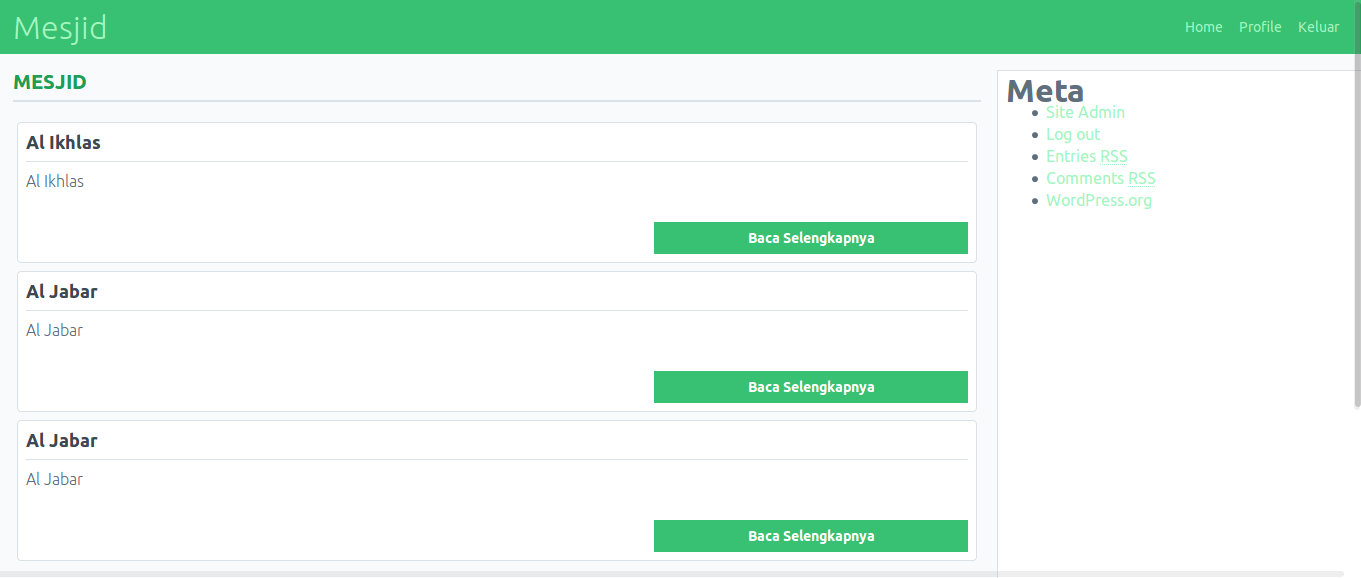 Mesjid
Home Profile Keluar
MESJID
Al Ikhlas
Al Ikhlas
Baca Selengkapnya
Al Jabar
Al Jabar
Baca Selengkapnya
Al Jabar
Al Jabar
Baca Selengkapnya
Meta
Site Admin
Log out
Entries RSS
Comments RSS
WordPress.org